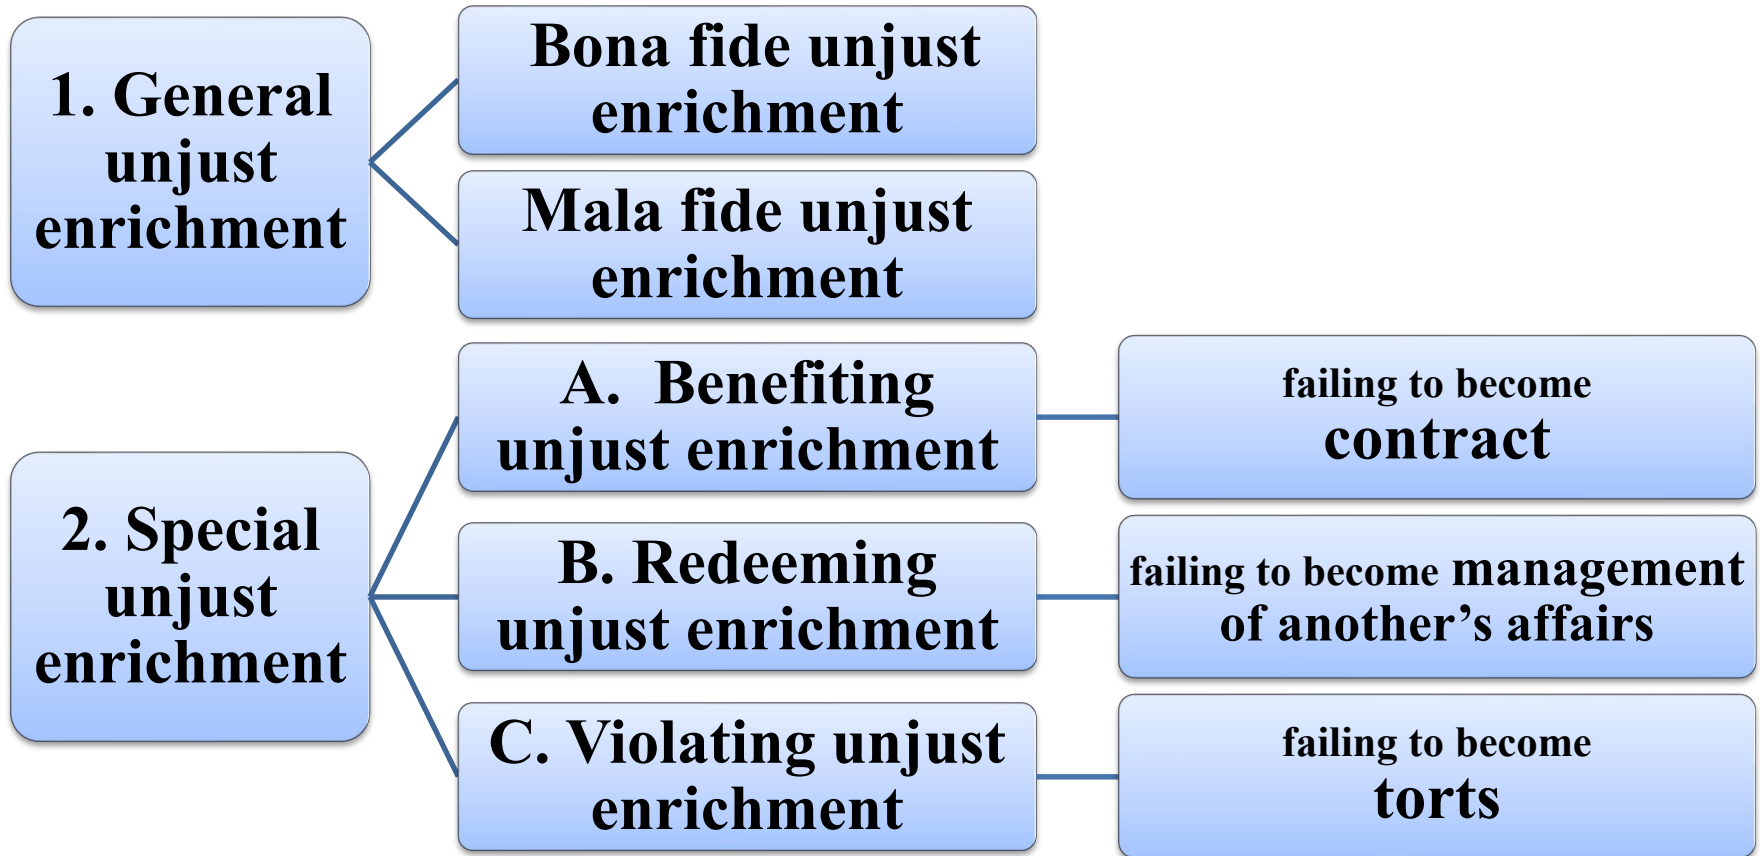 1. General
unjust
enrichment
Bona fide unjust
enrichment
Mala fide unjust
enrichment
2. Special
unjust
enrichment
A. Benefiting
unjust enrichment
failing to become
contract
B. Redeeming
unjust enrichment
failing to become management
of another’s affairs
C. Violating unjust
enrichment
failing to become
torts